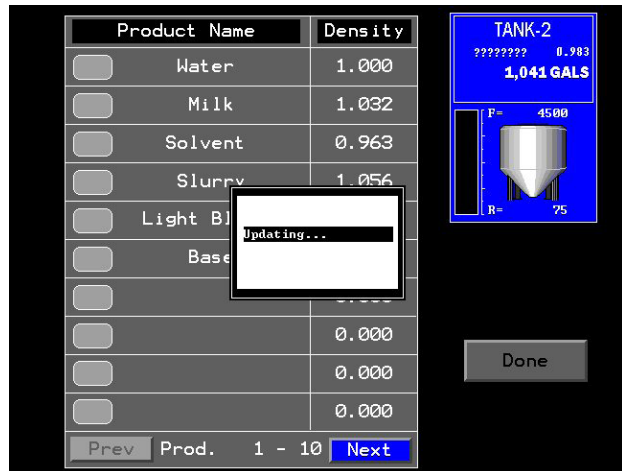 Product Name Density
Water 1.000
Milk 1.032
Solvent 0.963
Slurry 1.056
Light
Base
Updating...
0.000
0.000
0.000
Prev Prod. 1 - 10 Next
TANK-2
???????? 0.983
1,041 GALS
F= 4500
R= 75
Done